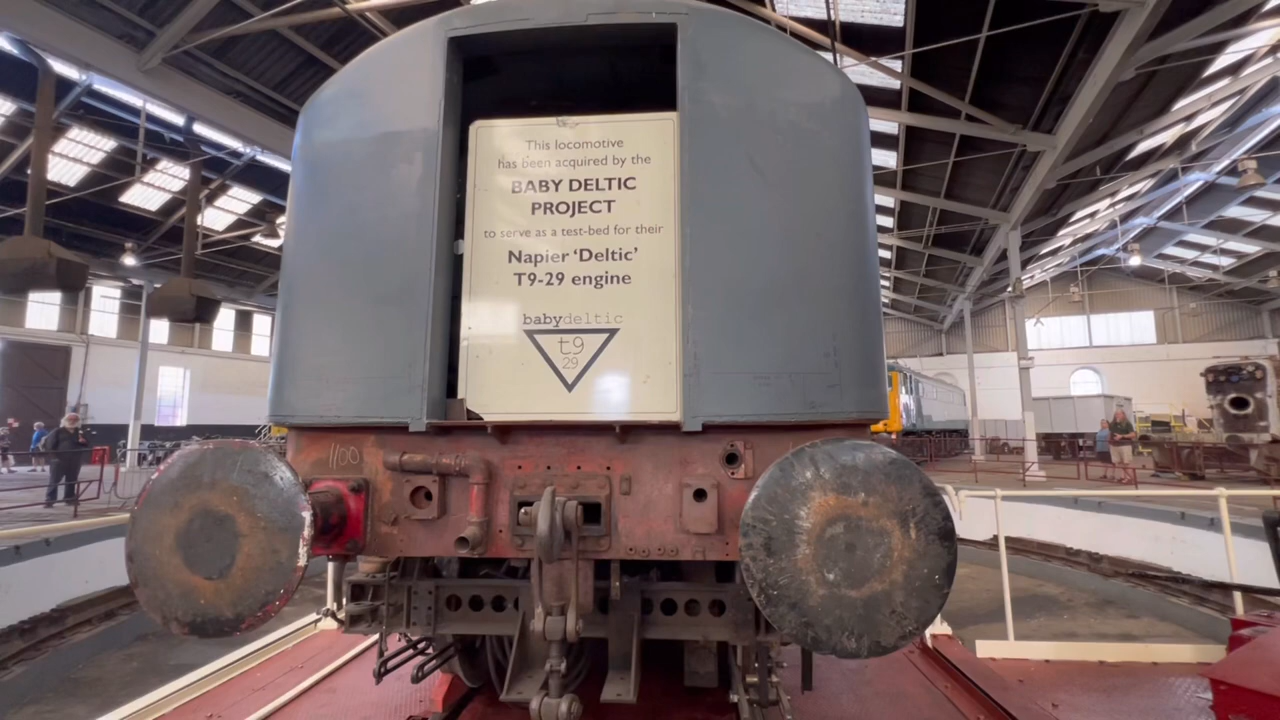 This locomotive
has been acquired by the
BABY DELTIC
PROJECT
to serve as a test-bed for their
Napier ‘Deltic’
T9-29 engine
babydeltic
t9
29
1100